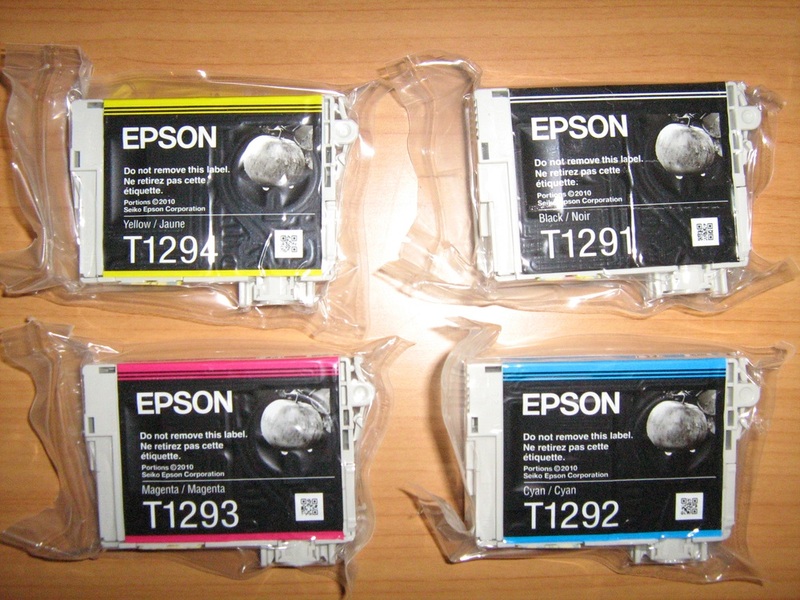 EPSON
Do not remove this label.
Ne retirez pas cette
étiquette.
Portions ©2010
Seiko Epson Corporation
Yellow / Jaune
T1294
EPSON
Do not remove this label.
Ne retirez pas cette
étiquette.
Portions ©2010
Seiko Epson Corporation
Black / Noir
T1291
EPSON
Do not remove this label.
Ne retirez pas cette
étiquette.
Portions ©2010
Seiko Epson Corporation
Magenta / Magenta
T1293
EPSON
Do not remove this label.
Ne retirez pas cette
étiquette.
Portions ©2010
Seiko Epson Corporation
Cyan / Cyan
T1292